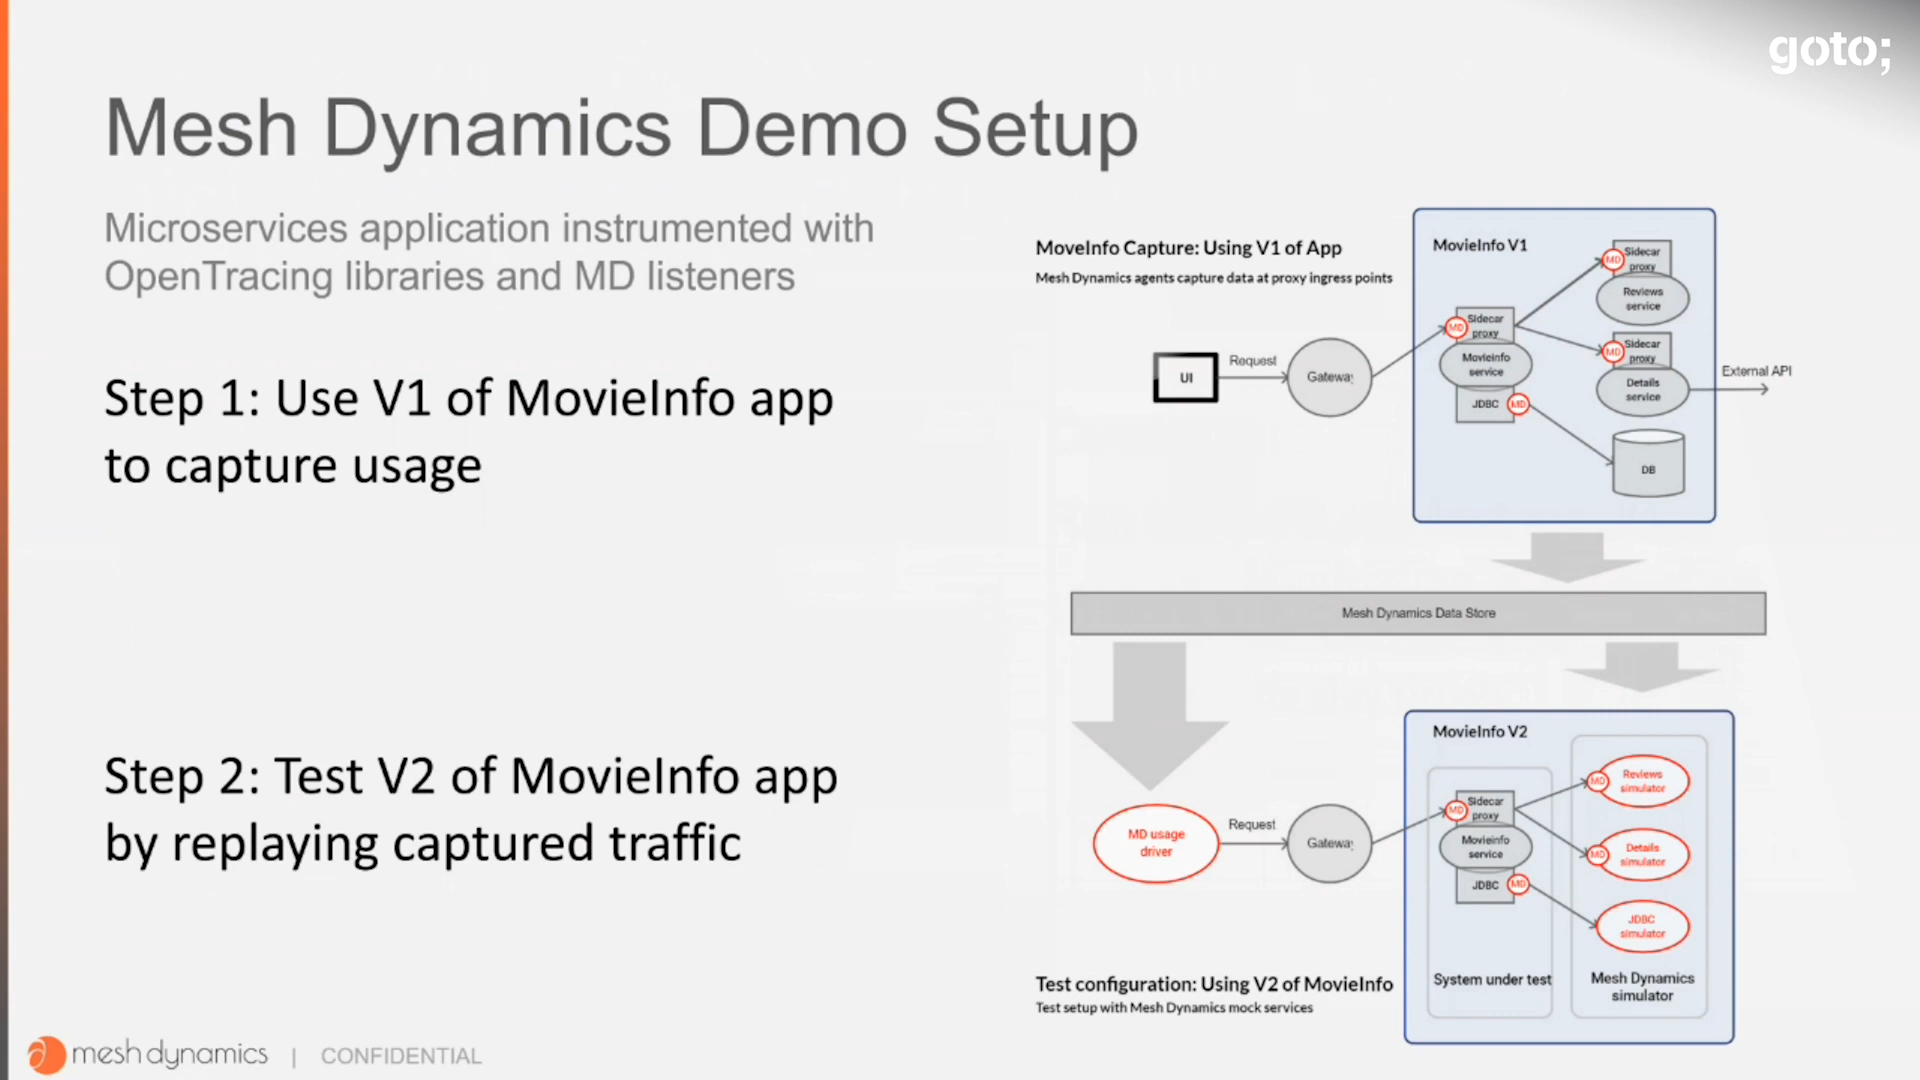 goto;
Mesh Dynamics Demo Setup
Microservices application instrumented with
OpenTracing libraries and MD listeners
Step 1: Use V1 of MovieInfo app
to capture usage
Step 2: Test V2 of MovieInfo app
by replaying captured traffic
MoveInfo Capture: Using V1 of App
Mesh Dynamics agents capture data at proxy ingress points
UI
Request
Gateway
MovieInfo V1
MD
Sidecar
proxy
Movieinfo
service
JDBC
MD
MD
Sidecar
proxy
Reviews
service
MD
Sidecar
proxy
Details
service
External API
DB
Mesh Dynamics Data Store
MD usage
driver
Request
Gateway
MovieInfo V2
MD
Sidecar
proxy
Movieinfo
service
JDBC
MD
System under test
MD
Reviews
simulator
MD
Details
simulator
JDBC
simulator
Mesh Dynamics
simulator
Test configuration: Using V2 of MovieInfo
Test setup with Mesh Dynamics mock services
mesh dynamics | CONFIDENTIAL